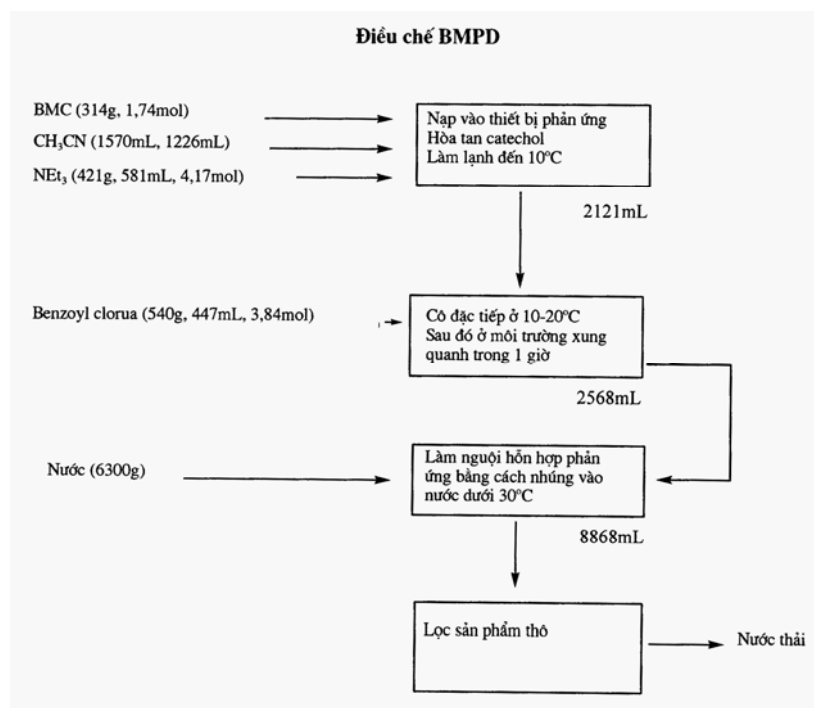 Điều chế BMPD
BMC (314g, 1,74mol)
CH₃CN (1570mL, 1226mL)
NEt₃ (421g, 581mL, 4,17mol)
Nạp vào thiết bị phản ứng
Hòa tan catechol
Làm lạnh đến 10°C
2121mL
Benzoyl clorua (540g, 447mL, 3,84mol)
Cô đặc tiếp ở 10-20°C
Sau đó ở môi trường xung
quanh trong 1 giờ
2568mL
Nước (6300g)
Làm nguội hỗn hợp phản
ứng bằng cách nhúng vào
nước dưới 30°C
8868mL
Lọc sản phẩm thô
Nước thải